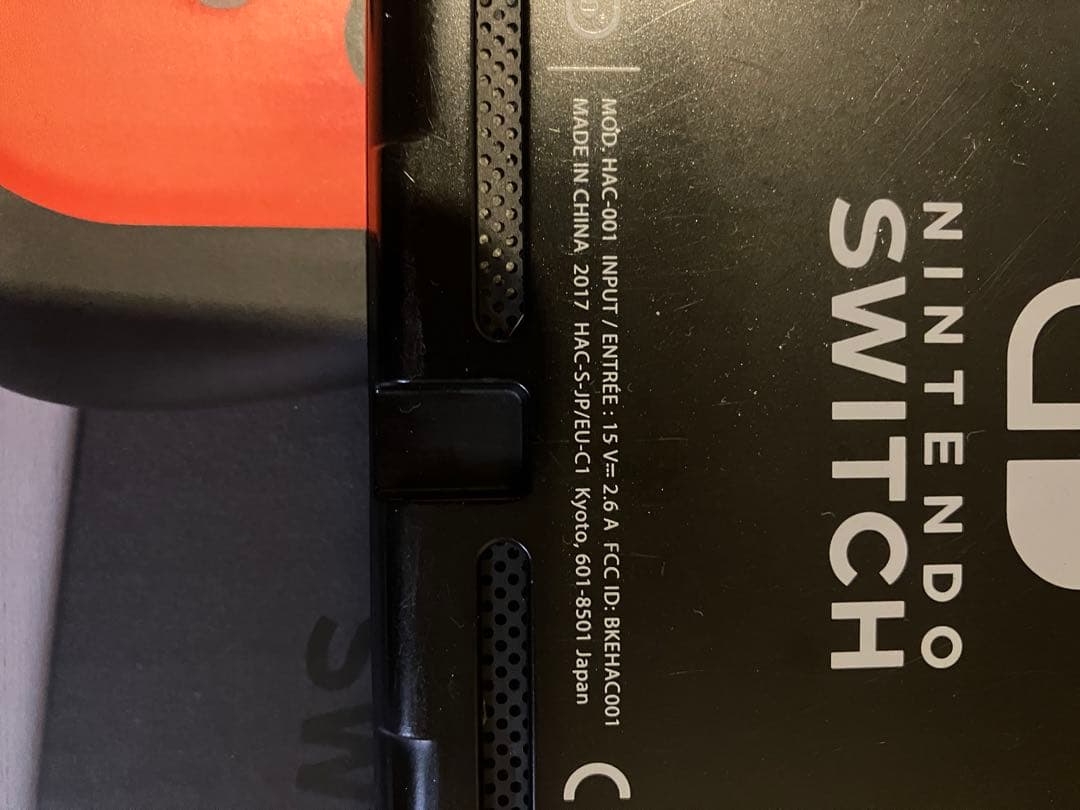 NINTENDO
SWITCH
MOD. HAC-001 INPUT / ENTRÉE : 15 V⎓ 2.6 A FCC ID: BKEHAC001
MADE IN CHINA 2017 HAC-S-JP/EU-C1 Kyoto, 601-8501 Japan
SW